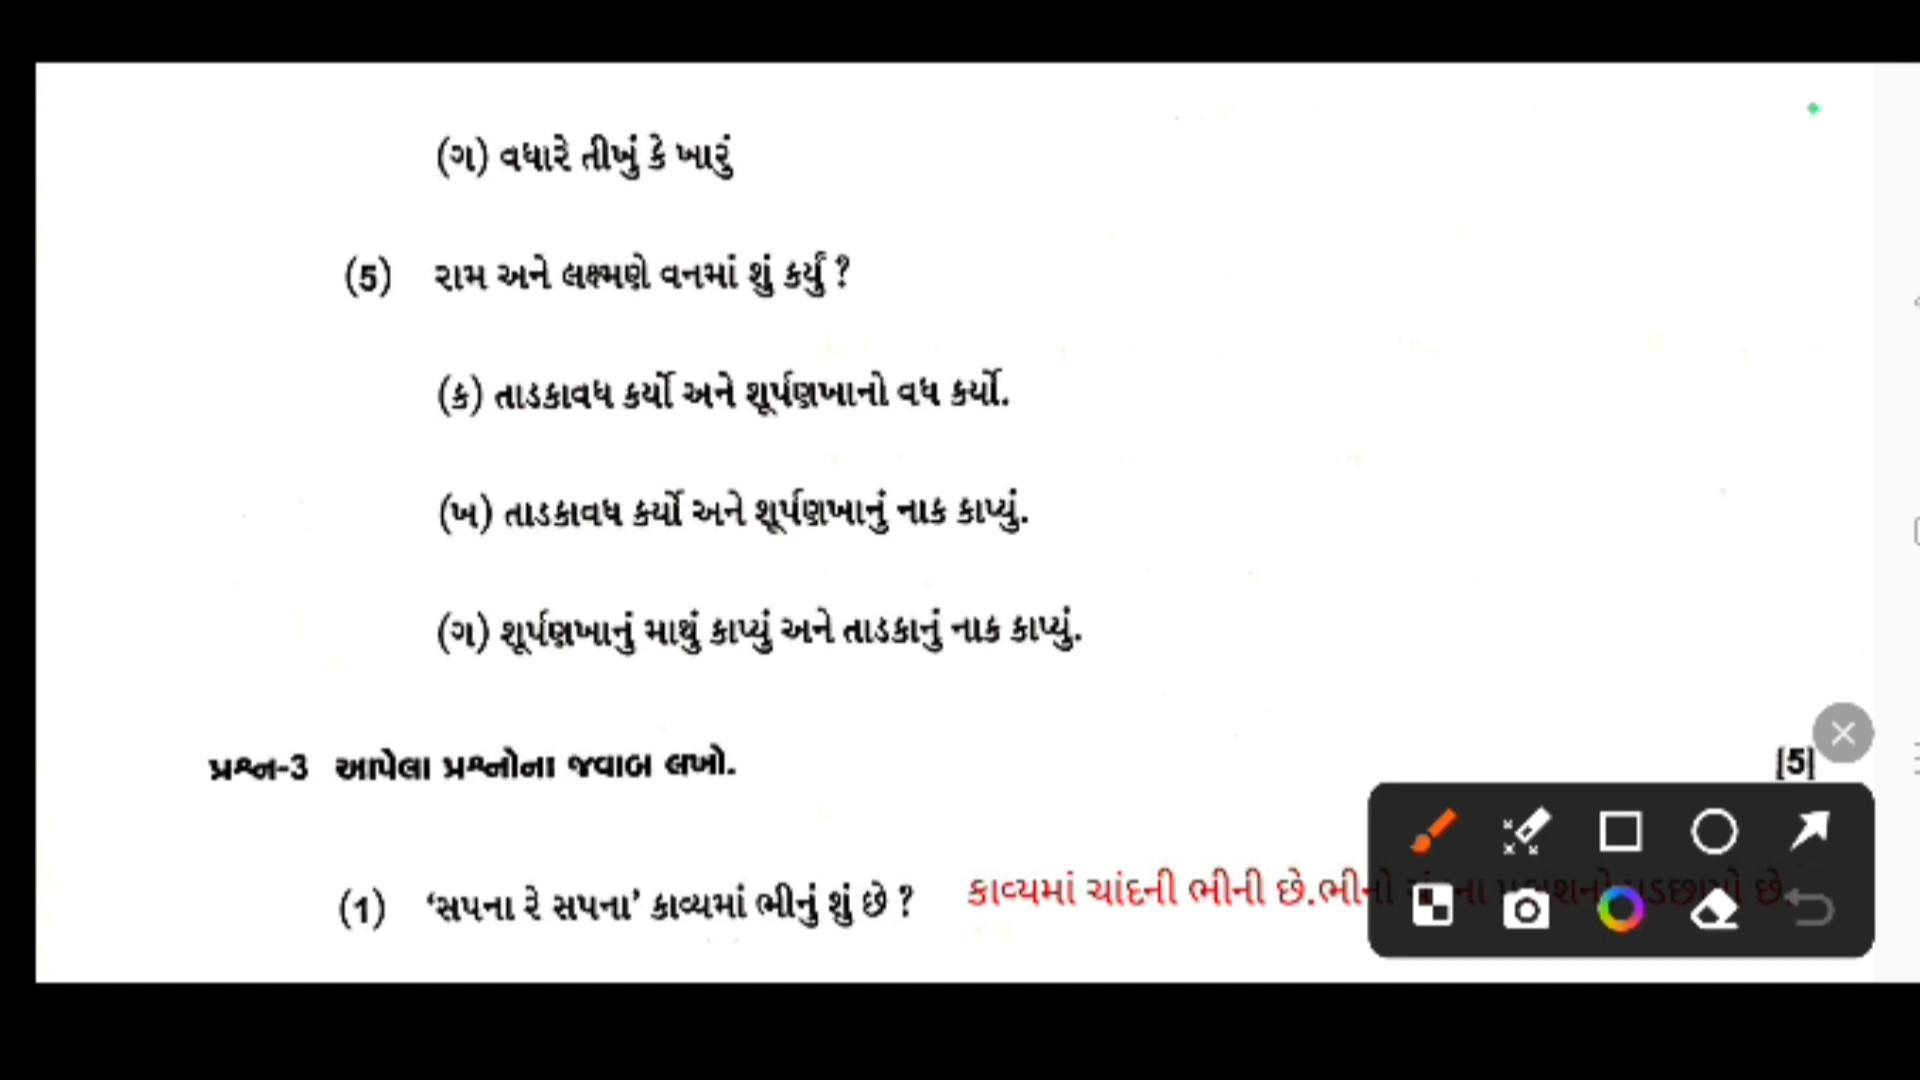 (ગ) વધારે તીખું કે ખારું
(5) રામ અને લક્ષ્મણે વનમાં શું કર્યું ?
(ક) તાડકાવધ કર્યો અને શૂર્પણખાનો વધ કર્યો.
(ખ) તાડકાવધ કર્યો અને શૂર્પણખાનું નાક કાપ્યું.
(ગ) શૂર્પણખાનું માથું કાપ્યું અને તાડકાનું નાક કાપ્યું.
પ્રશ્ન-3 આપેલા પ્રશ્નોના જવાબ લખો. [5]
(1) ‘સપના રે સપના’ કાવ્યમાં ભીનું શું છે ? કાવ્યમાં ચાંદની ભીની છે.ભીનો પડછાયો છે